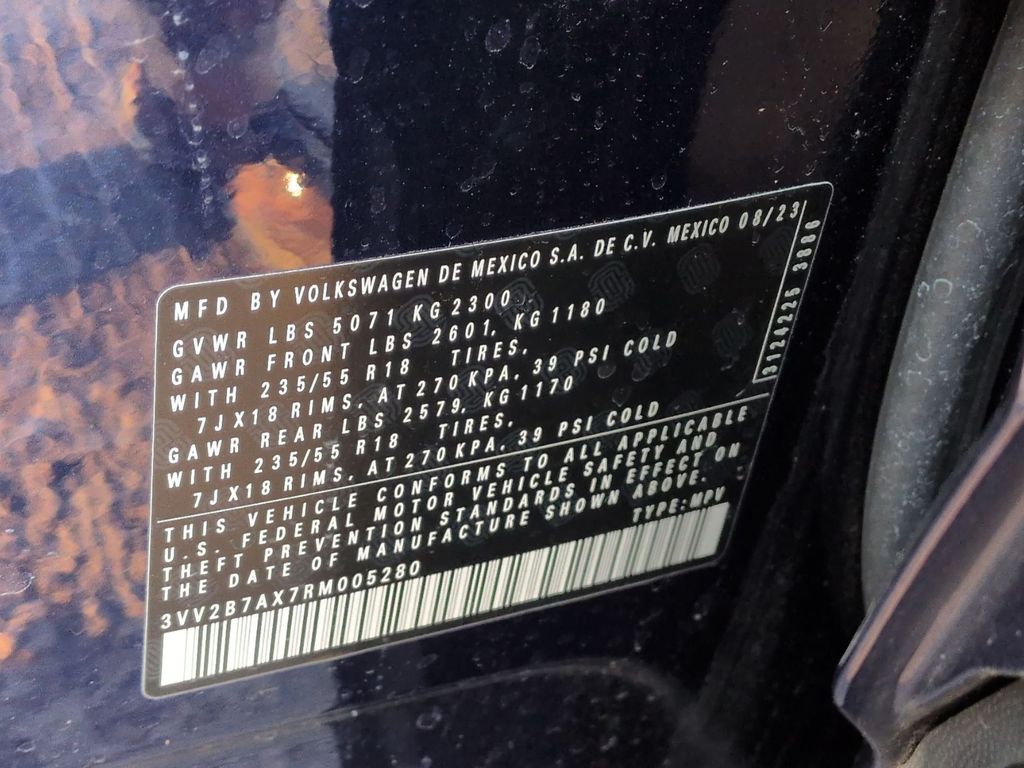 MFD BY VOLKSWAGEN DE MEXICO S.A. DE C.V. MEXICO 08/23
GVWR LBS 5071 KG 2300
GAWR FRONT LBS 2601, KG 1180
WITH 235/55 R18 TIRES,
7JX18 RIMS, AT 270 KPA, 39 PSI COLD
GAWR REAR LBS 2579, KG 1170
WITH 235/55 R18 TIRES,
7JX18 RIMS, AT 270 KPA, 39 PSI COLD
THIS VEHICLE CONFORMS TO ALL APPLICABLE
U.S. FEDERAL MOTOR VEHICLE SAFETY AND
THEFT PREVENTION STANDARDS IN EFFECT ON
THE DATE OF MANUFACTURE SHOWN ABOVE.
3VV2B7AX7RM005280 TYPE:MPV